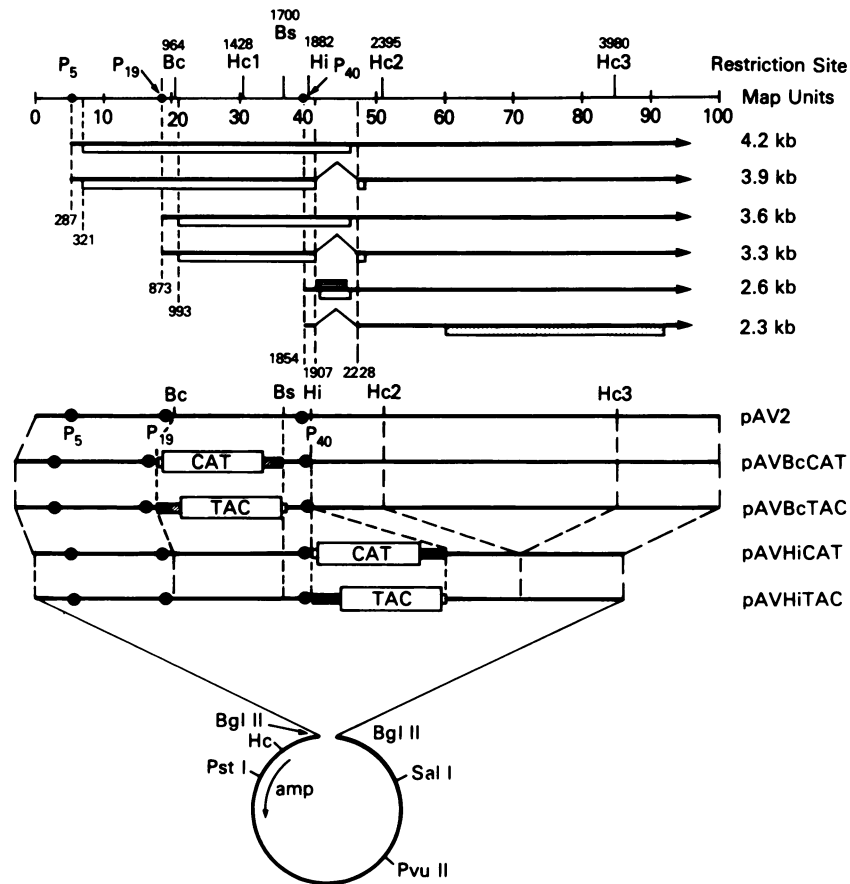 1700
964 1428 Bs 1882 2395 3980
P5 P19 Bc Hc1 Hi P40 Hc2 Hc3 Restriction Site
Map Units
0 10 20 30 40 50 60 70 80 90 100
4.2 kb
3.9 kb
287
321
3.6 kb
3.3 kb
873
993
2.6 kb
2.3 kb
1854
1907 2228
Bc Bs Hi Hc2 Hc3
pAV2
P5 P19 P40
CAT pAVBcCAT
TAC pAVBcTAC
CAT pAVHiCAT
TAC pAVHiTAC
Bgl II Bgl II
Hc
Pst I Sal I
amp
Pvu II